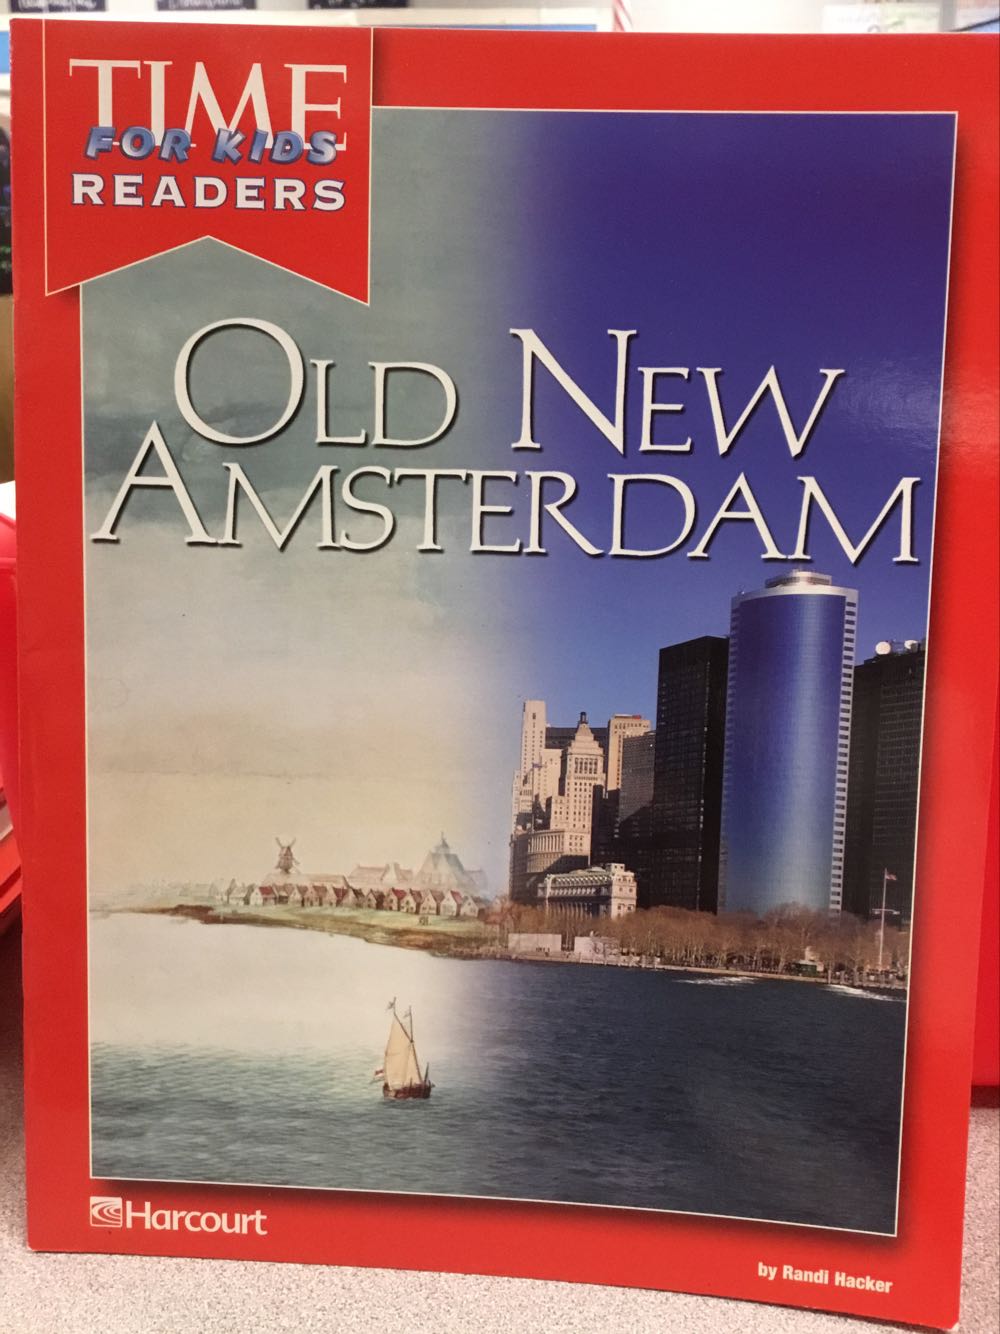 TIME
FOR KIDS
READERS
OLD NEW
AMSTERDAM
Harcourt
by Randi Hacker